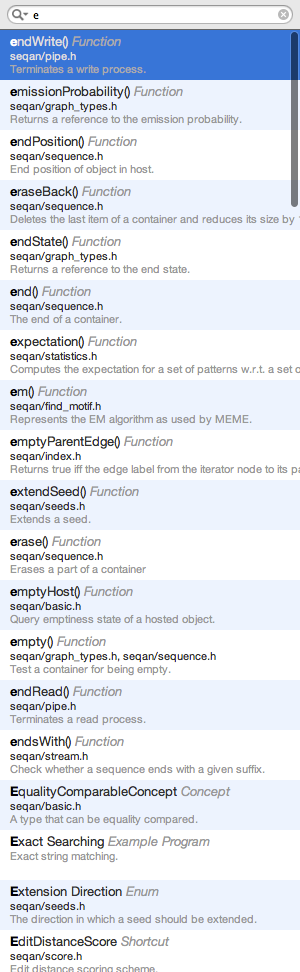 e
endWrite() Function
seqan/pipe.h
Terminates a write process.
emissionProbability() Function
seqan/graph_types.h
Returns a reference to the emission probability.
endPosition() Function
seqan/sequence.h
End position of object in host.
eraseBack() Function
seqan/sequence.h
Deletes the last item of a container and reduces its size by
endState() Function
seqan/graph_types.h
Returns a reference to the end state.
end() Function
seqan/sequence.h
The end of a container.
expectation() Function
seqan/statistics.h
Computes the expectation for a set of patterns w.r.t. a set c
em() Function
seqan/find_motif.h
Represents the EM algorithm as used by MEME.
emptyParentEdge() Function
seqan/index.h
Returns true iff the edge label from the iterator node to its pa
extendSeed() Function
seqan/seeds.h
Extends a seed.
erase() Function
seqan/sequence.h
Erases a part of a container
emptyHost() Function
seqan/basic.h
Query emptiness state of a hosted object.
empty() Function
seqan/graph_types.h, seqan/sequence.h
Test a container for being empty.
endRead() Function
seqan/pipe.h
Terminates a read process.
endsWith() Function
seqan/stream.h
Check whether a sequence ends with a given suffix.
EqualityComparableConcept Concept
seqan/basic.h
A type that can be equality compared.
Exact Searching Example Program
Exact string matching.
Extension Direction Enum
seqan/seeds.h
The direction in which a seed should be extended.
EditDistanceScore Shortcut
seqan/score.h
Edit distance scoring scheme.